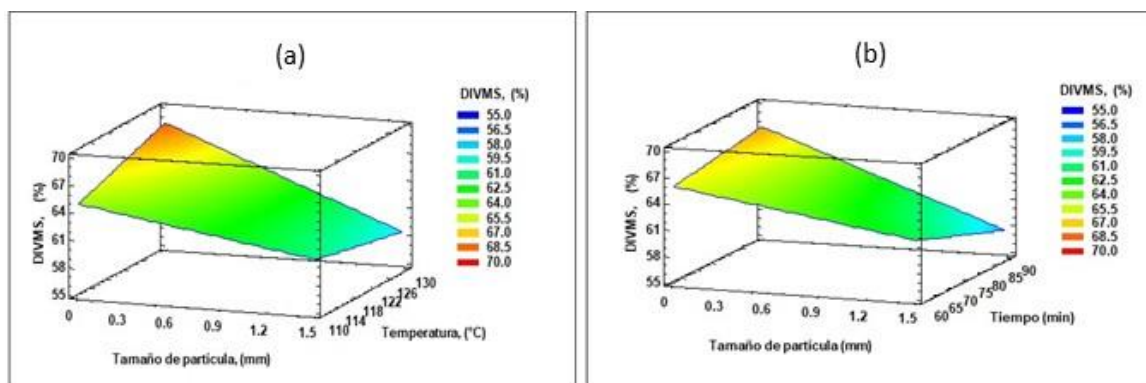 (a)
DIVMS, (%)
55.0
56.5
58.0
59.5
61.0
62.5
64.0
65.5
67.0
68.5
70.0
70
67
64
61
58
55
DIVMS, (%)
0 0.3 0.6 0.9 1.2 1.5
110 114 118 122 126 130
Temperatura, (°C)
Tamaño de partícula, (mm)
(b)
DIVMS, (%)
55.0
56.5
58.0
59.5
61.0
62.5
64.0
65.5
67.0
68.5
70.0
70
67
64
61
58
55
DIVMS, (%)
0 0.3 0.6 0.9 1.2 1.5
60 65 70 75 80 85 90
Tiempo (min)
Tamaño de partícula (mm)